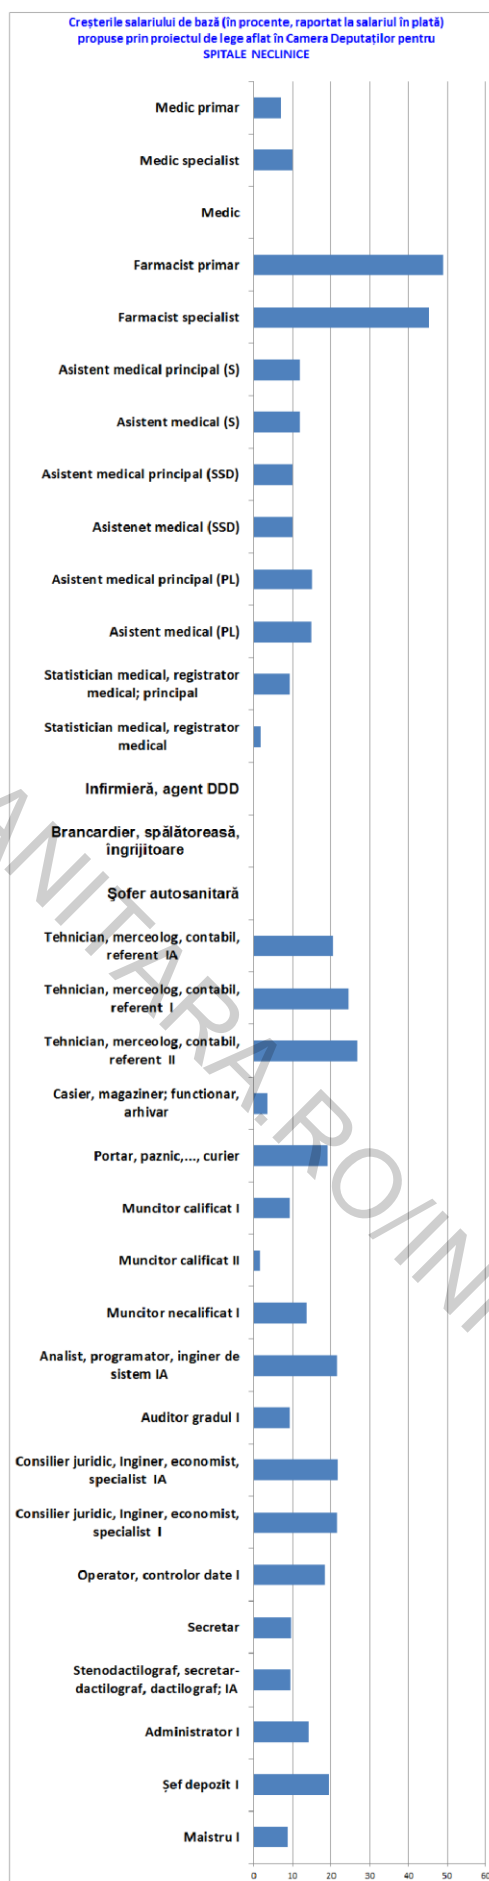 Creșterile salariului de bază (în procente, raportat la salariul în plată)
propuse prin proiectul de lege aflat în Camera Deputaților pentru
SPITALE NECLINICE
Medic primar
Medic specialist
Medic
Farmacist primar
Farmacist specialist
Asistent medical principal (S)
Asistent medical (S)
Asistent medical principal (SSD)
Asistenet medical (SSD)
Asistent medical principal (PL)
Asistent medical (PL)
Statistician medical, registrator
medical; principal
Statistician medical, registrator
medical
Infirmieră, agent DDD
Brancardier, spălătoreasă,
îngrijitoare
Şofer autosanitară
Tehnician, merceolog, contabil,
referent IA
Tehnician, merceolog, contabil,
referent I
Tehnician, merceolog, contabil,
referent II
Casier, magaziner; functionar,
arhivar
Portar, paznic,..., curier
Muncitor calificat I
Muncitor calificat II
Muncitor necalificat I
Analist, programator, inginer de
sistem IA
Auditor gradul I
Consilier juridic, Inginer, economist,
specialist IA
Consilier juridic, Inginer, economist,
specialist I
Operator, controlor date I
Secretar
Stenodactilograf, secretar-
dactilograf, dactilograf; IA
Administrator I
Șef depozit I
Maistru I
0 10 20 30 40 50 60
ANITARA.RO/IN